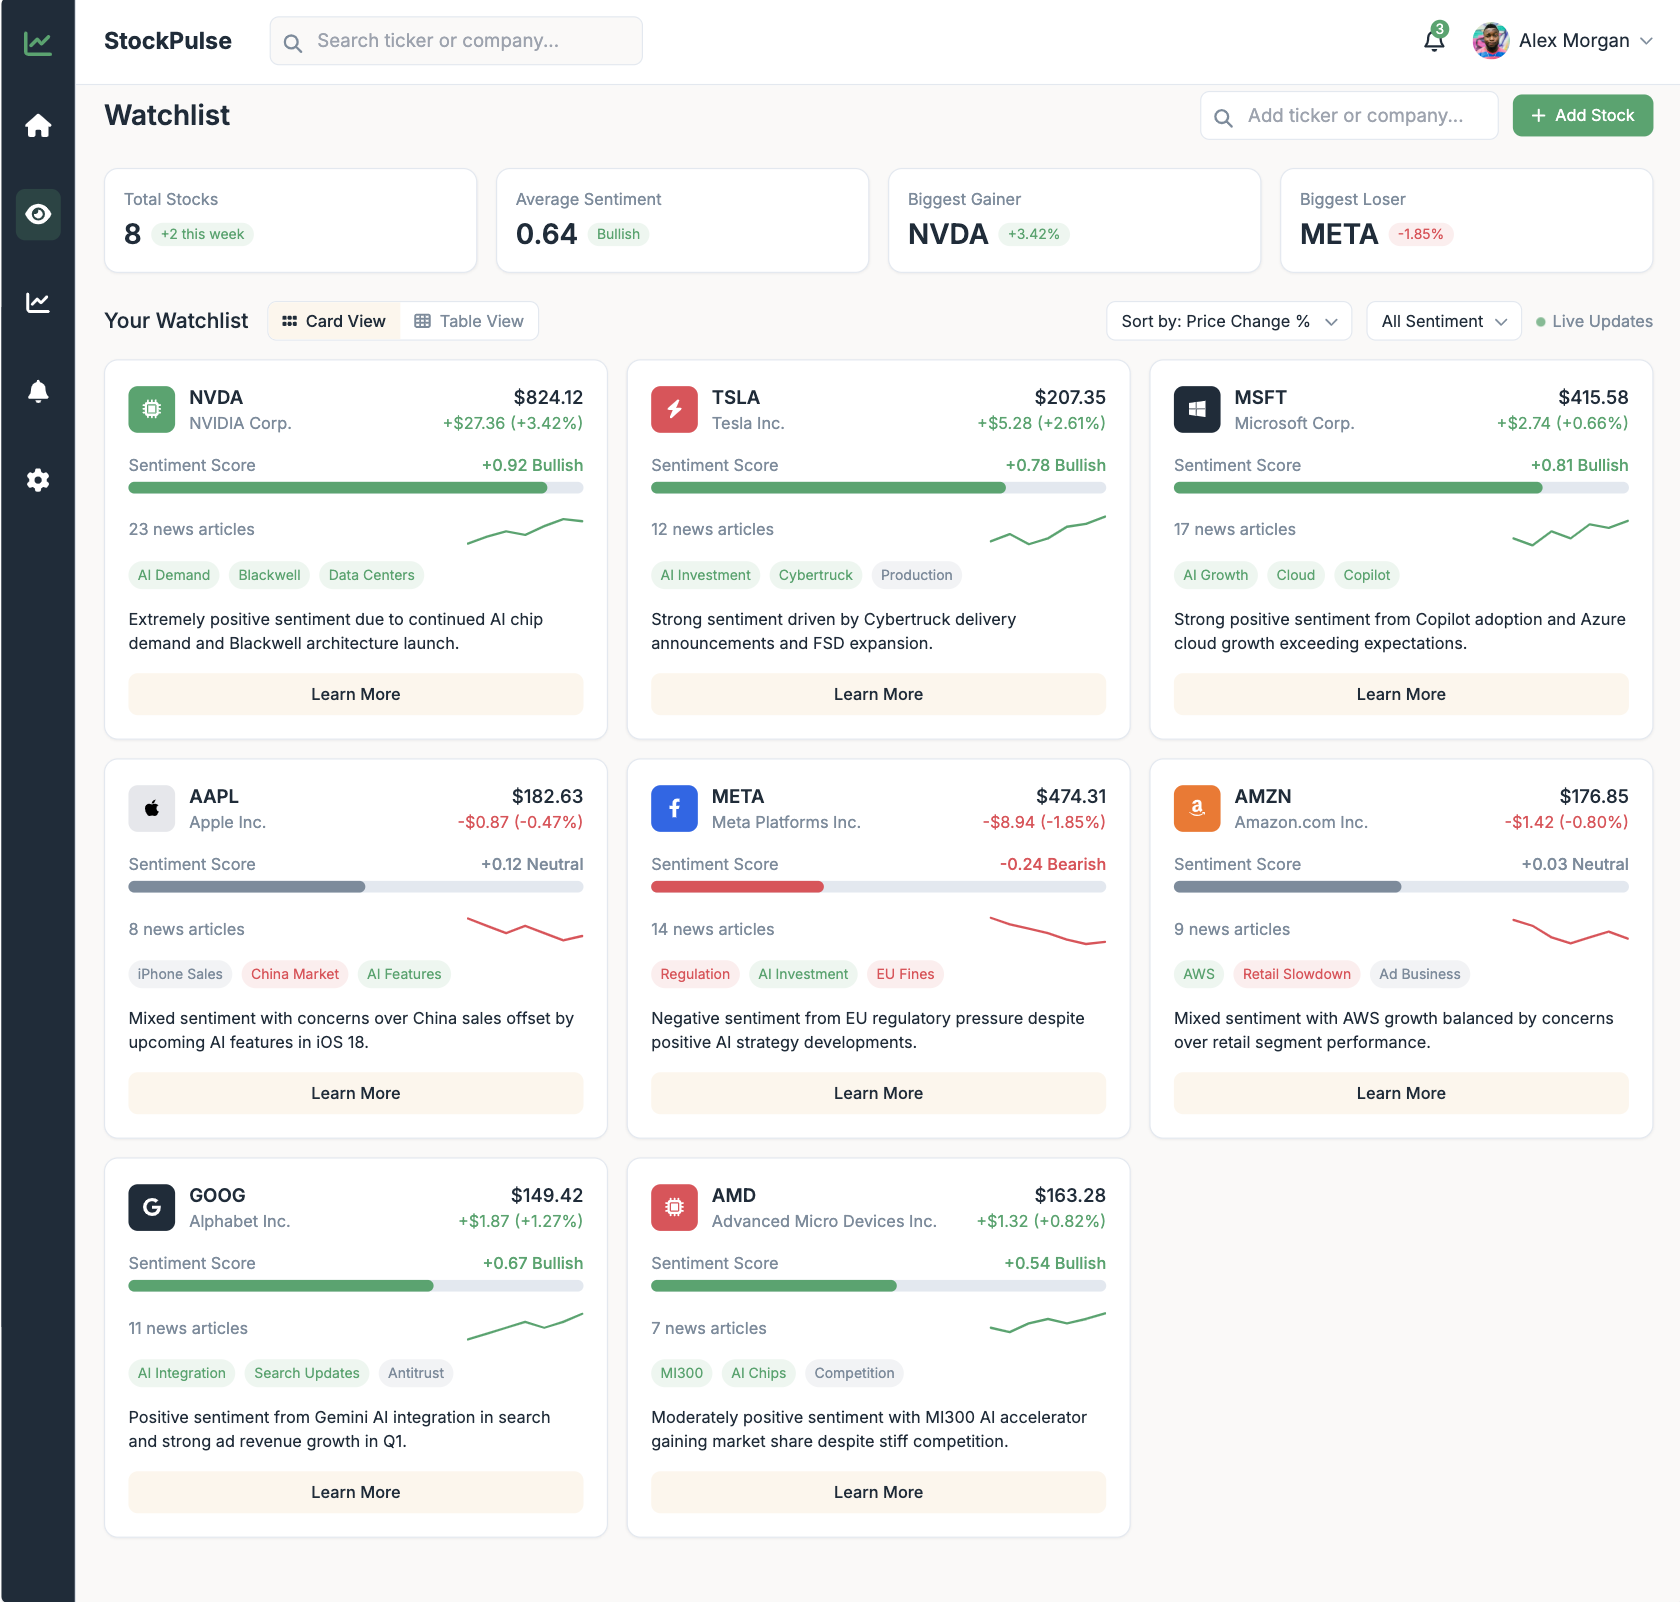 StockPulse
Search ticker or company...
3
Alex Morgan
Watchlist
Add ticker or company...
+ Add Stock
Total Stocks
8 +2 this week
Average Sentiment
0.64 Bullish
Biggest Gainer
NVDA +3.42%
Biggest Loser
META -1.85%
Your Watchlist
Card View
Table View
Sort by: Price Change %
All Sentiment
Live Updates
NVDA $824.12
NVIDIA Corp. +$27.36 (+3.42%)
Sentiment Score +0.92 Bullish
23 news articles
AI Demand Blackwell Data Centers
Extremely positive sentiment due to continued AI chip
demand and Blackwell architecture launch.
Learn More
TSLA $207.35
Tesla Inc. +$5.28 (+2.61%)
Sentiment Score +0.78 Bullish
12 news articles
AI Investment Cybertruck Production
Strong sentiment driven by Cybertruck delivery
announcements and FSD expansion.
Learn More
MSFT $415.58
Microsoft Corp. +$2.74 (+0.66%)
Sentiment Score +0.81 Bullish
17 news articles
AI Growth Cloud Copilot
Strong positive sentiment from Copilot adoption and Azure
cloud growth exceeding expectations.
Learn More
AAPL $182.63
Apple Inc. -$0.87 (-0.47%)
Sentiment Score +0.12 Neutral
8 news articles
iPhone Sales China Market AI Features
Mixed sentiment with concerns over China sales offset by
upcoming AI features in iOS 18.
Learn More
META $474.31
Meta Platforms Inc. -$8.94 (-1.85%)
Sentiment Score -0.24 Bearish
14 news articles
Regulation AI Investment EU Fines
Negative sentiment from EU regulatory pressure despite
positive AI strategy developments.
Learn More
AMZN $176.85
Amazon.com Inc. -$1.42 (-0.80%)
Sentiment Score +0.03 Neutral
9 news articles
AWS Retail Slowdown Ad Business
Mixed sentiment with AWS growth balanced by concerns
over retail segment performance.
Learn More
GOOG $149.42
Alphabet Inc. +$1.87 (+1.27%)
Sentiment Score +0.67 Bullish
11 news articles
AI Integration Search Updates Antitrust
Positive sentiment from Gemini AI integration in search
and strong ad revenue growth in Q1.
Learn More
AMD $163.28
Advanced Micro Devices Inc. +$1.32 (+0.82%)
Sentiment Score +0.54 Bullish
7 news articles
MI300 AI Chips Competition
Moderately positive sentiment with MI300 AI accelerator
gaining market share despite stiff competition.
Learn More